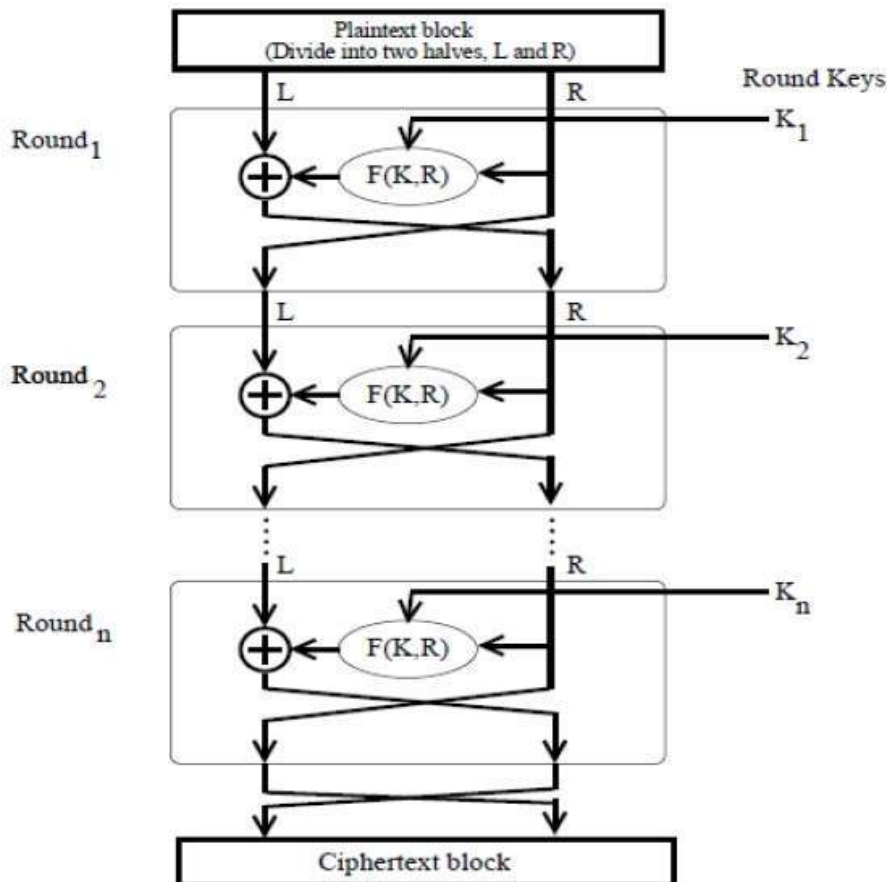 Plaintext block
(Divide into two halves, L and R)
Round Keys
L
R
K1
Round1
F(K,R)
L
R
K2
Round2
F(K,R)
L
R
Kn
Roundn
F(K,R)
Ciphertext block